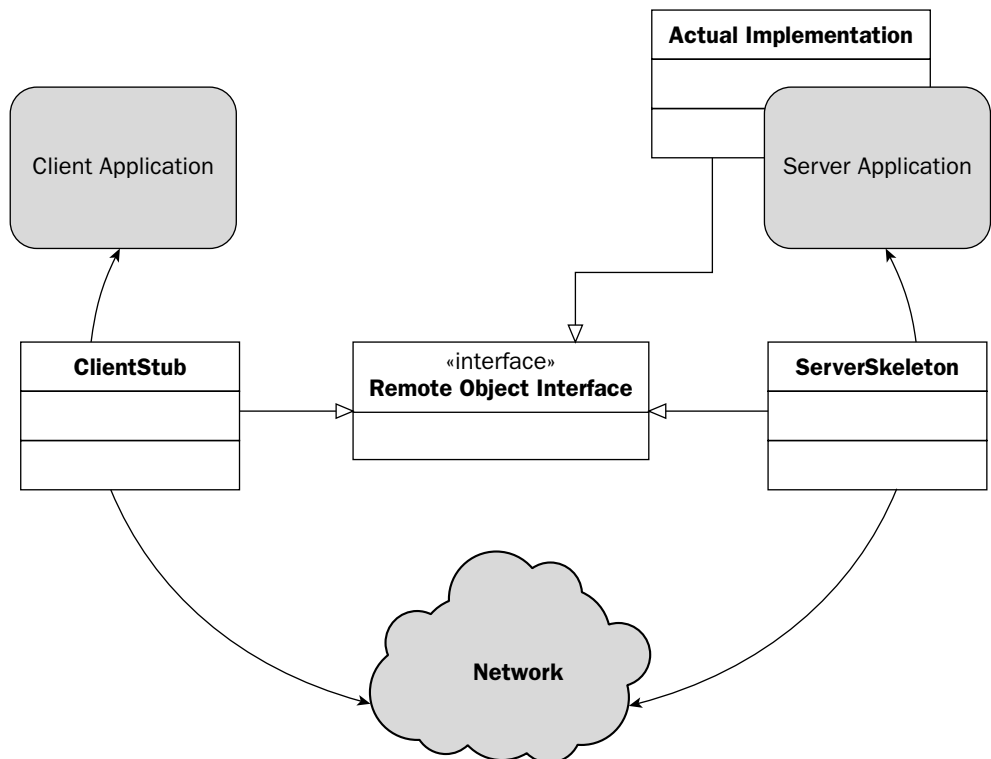 Actual Implementation
Client Application
Server Application
ClientStub
«interface»
Remote Object Interface
ServerSkeleton
Network